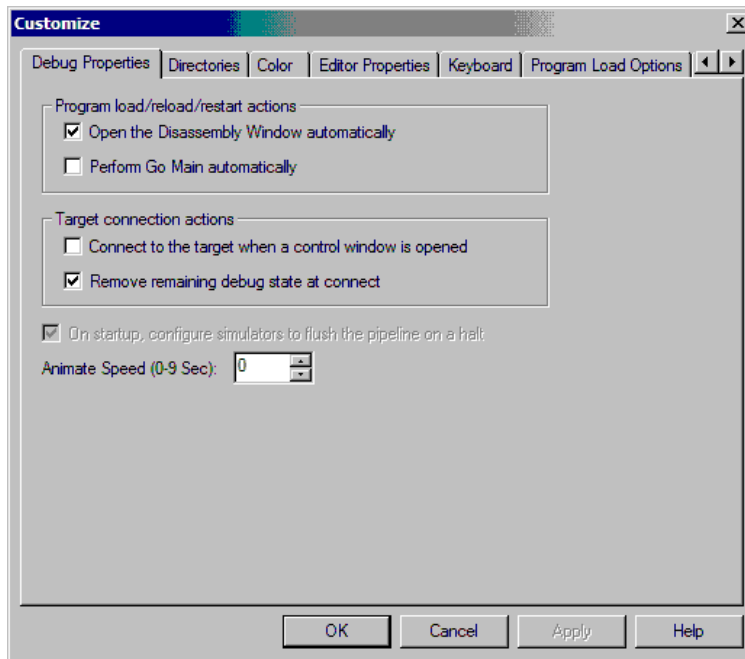 Customize
Debug Properties Directories Color Editor Properties Keyboard Program Load Options
Program load/reload/restart actions
Open the Disassembly Window automatically
Perform Go Main automatically
Target connection actions
Connect to the target when a control window is opened
Remove remaining debug state at connect
On startup, configure simulators to flush the pipeline on a halt
Animate Speed (0-9 Sec): 0
OK Cancel Apply Help